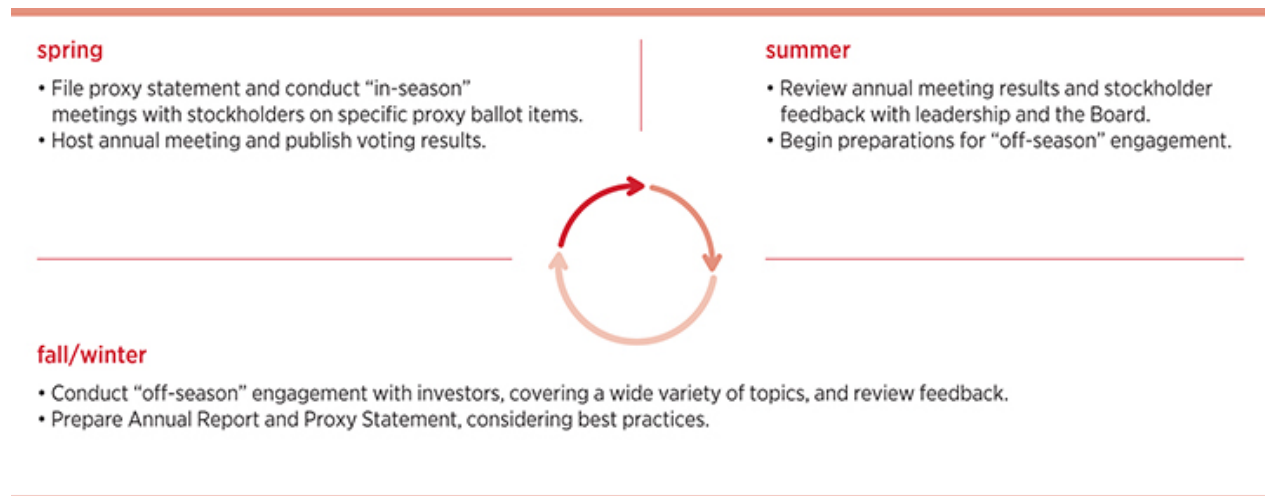 spring
• File proxy statement and conduct “in-season”
meetings with stockholders on specific proxy ballot items.
• Host annual meeting and publish voting results.
summer
• Review annual meeting results and stockholder
feedback with leadership and the Board.
• Begin preparations for “off-season” engagement.
fall/winter
• Conduct “off-season” engagement with investors, covering a wide variety of topics, and review feedback.
• Prepare Annual Report and Proxy Statement, considering best practices.